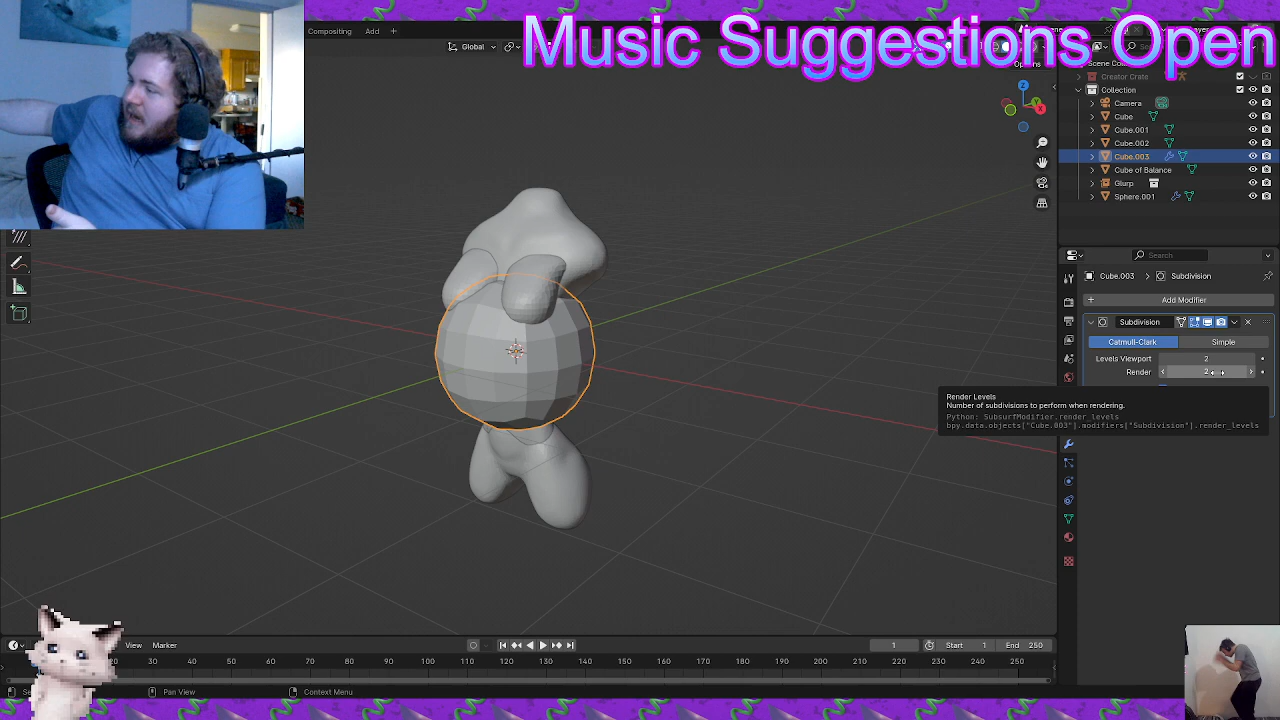 Music Suggestions Open
Compositing Add +
Global
Options
Scene Collection
Creator Crate
Collection
Camera
Cube
Cube.001
Cube.002
Cube.003
Cube of Balance
Glurp
Sphere.001
Search
Cube.003 > Subdivision
+ Add Modifier
Subdivision
Catmull-Clark Simple
Levels Viewport 2
Render 2
Render Levels
Number of subdivisions to perform when rendering.
Python: SubsurfModifier.render_levels
bpy.data.objects["Cube.003"].modifiers["Subdivision"].render_levels
View Marker
1 Start 1 End 250
20 30 40 50 60 70 80 90 100 110 120 130 140 150 160 170 180 190 200 210 220 230 240 250
Pan View Context Menu